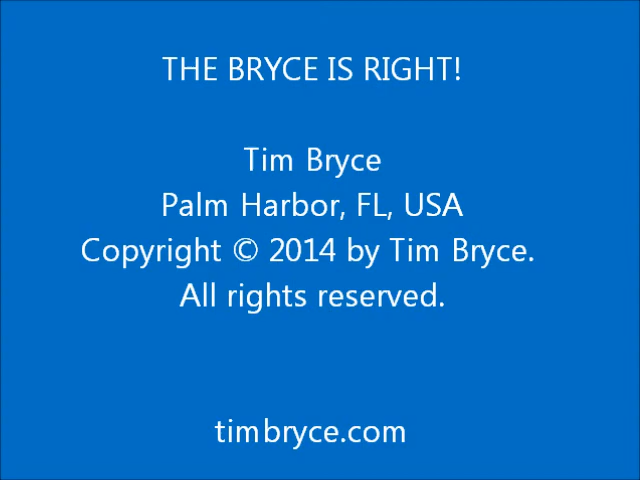 THE BRYCE IS RIGHT!
Tim Bryce
Palm Harbor, FL, USA
Copyright © 2014 by Tim Bryce.
All rights reserved.
timbryce.com